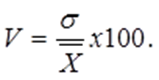 V = σ / X̿ x100.